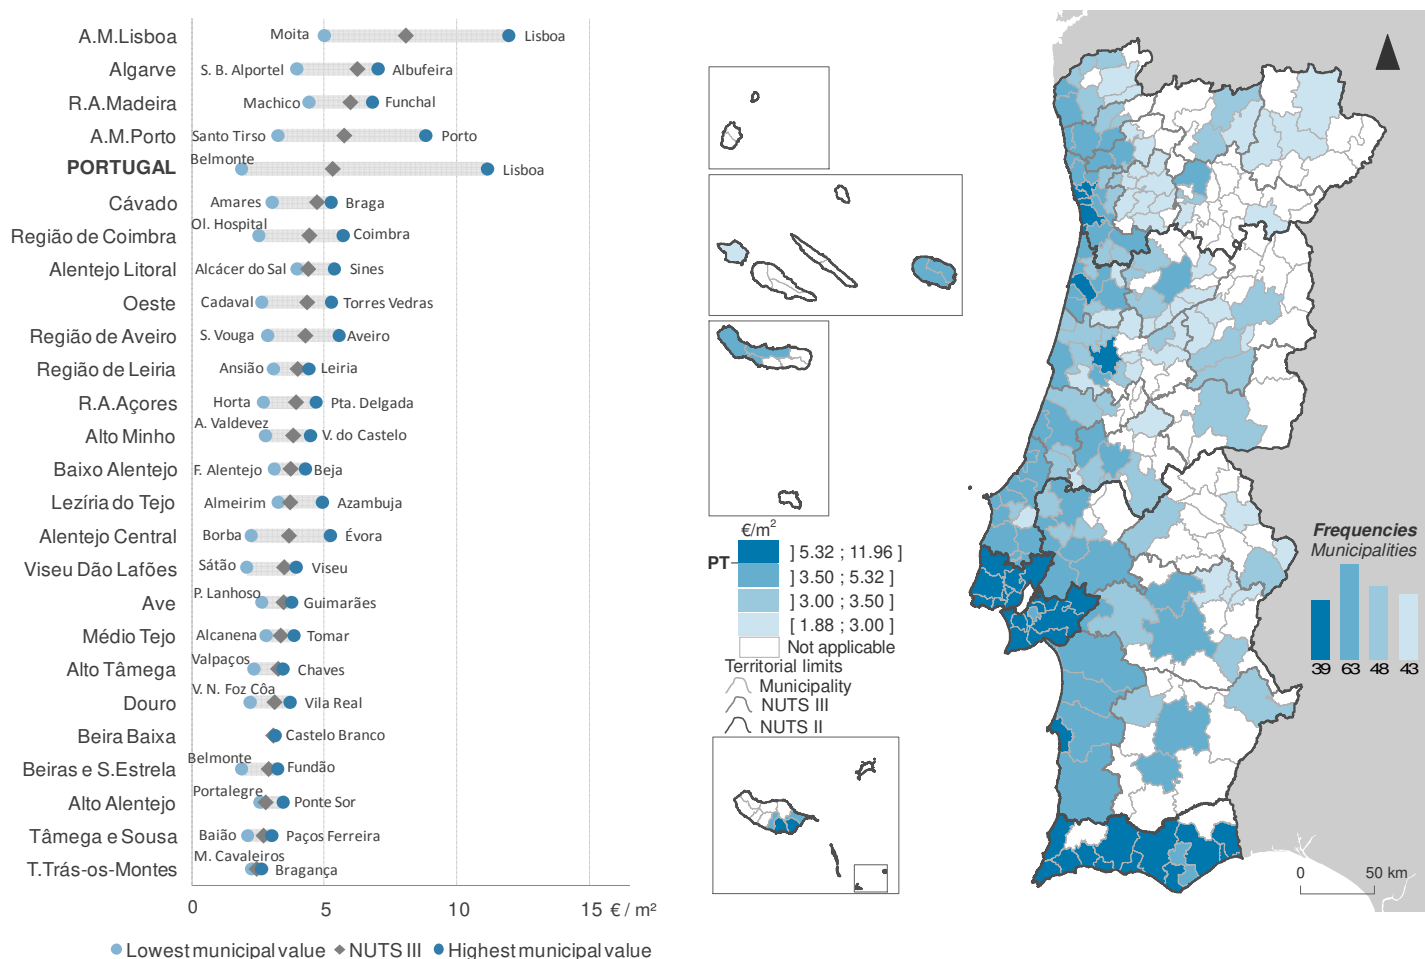 A.M.Lisboa Moita Lisboa
Algarve S. B. Alportel Albufeira
R.A.Madeira Machico Funchal
A.M.Porto Santo Tirso Porto
PORTUGAL Belmonte Lisboa
Cávado Amares Braga
Região de Coimbra Ol. Hospital Coimbra
Alentejo Litoral Alcácer do Sal Sines
Oeste Cadaval Torres Vedras
Região de Aveiro S. Vouga Aveiro
Região de Leiria Ansião Leiria
R.A.Açores Horta Pta. Delgada
Alto Minho A. Valdevez V. do Castelo
Baixo Alentejo F. Alentejo Beja
Lezíria do Tejo Almeirim Azambuja
Alentejo Central Borba Évora
Viseu Dão Lafões Sátão Viseu
Ave P. Lanhoso Guimarães
Médio Tejo Alcanena Tomar
Alto Tâmega Valpaços Chaves
Douro V. N. Foz Côa Vila Real
Beira Baixa Castelo Branco
Beiras e S.Estrela Belmonte Fundão
Alto Alentejo Portalegre Ponte Sor
Tâmega e Sousa Baião Paços Ferreira
T.Trás-os-Montes M. Cavaleiros Bragança
0 5 10 15 € / m²
Lowest municipal value NUTS III Highest municipal value
€/m²
PT
] 5.32 ; 11.96 ]
] 3.50 ; 5.32 ]
] 3.00 ; 3.50 ]
[ 1.88 ; 3.00 ]
Not applicable
Territorial limits
Municipality
NUTS III
NUTS II
Frequencies
Municipalities
39 63 48 43
0 50 km